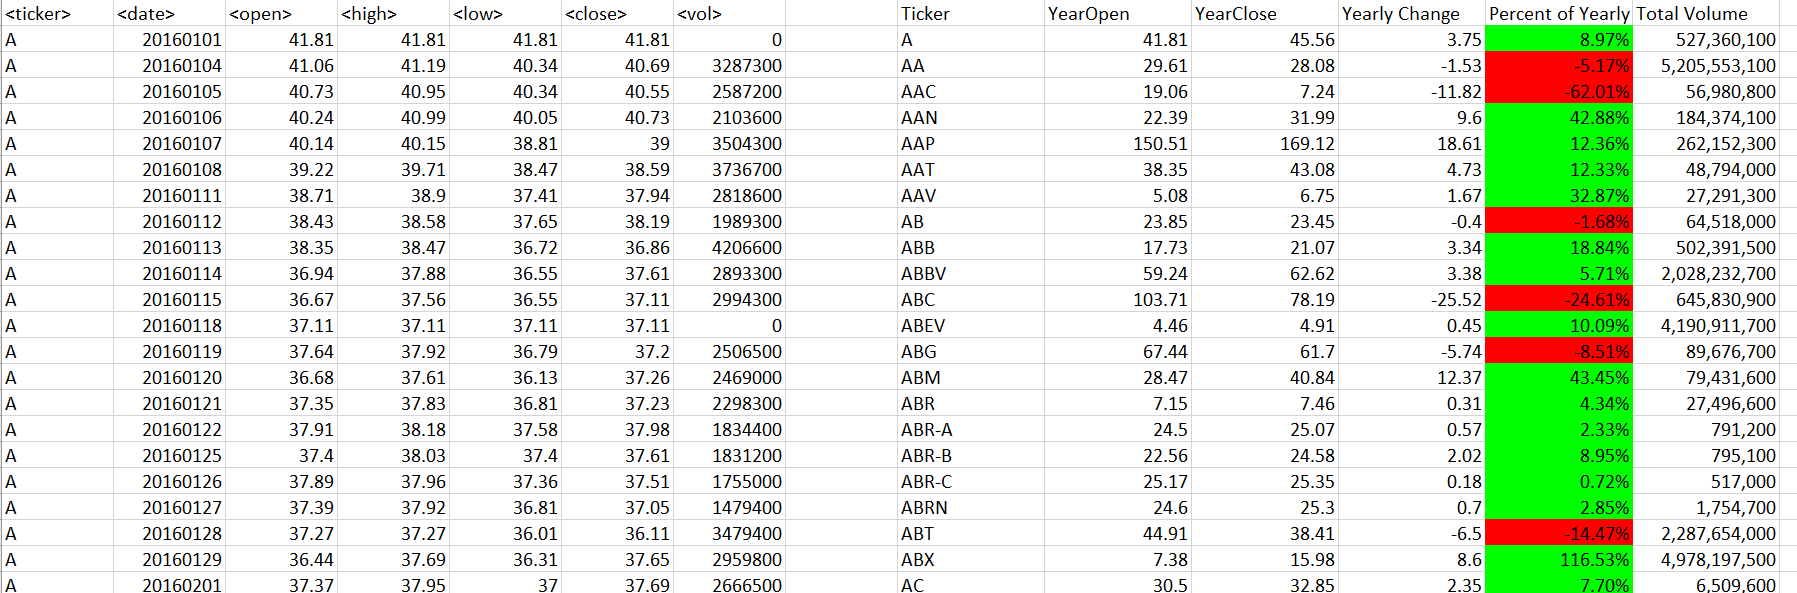 <ticker> <date> <open> <high> <low> <close> <vol> Ticker YearOpen YearClose Yearly Change Percent of Yearly Total Volume
A 20160101 41.81 41.81 41.81 41.81 0 A 41.81 45.56 3.75 8.97% 527,360,100
A 20160104 41.06 41.19 40.34 40.69 3287300 AA 29.61 28.08 -1.53 -5.17% 5,205,553,100
A 20160105 40.73 40.95 40.34 40.55 2587200 AAC 19.06 7.24 -11.82 -62.01% 56,980,800
A 20160106 40.24 40.99 40.05 40.73 2103600 AAN 22.39 31.99 9.6 42.88% 184,374,100
A 20160107 40.14 40.15 38.81 39 3504300 AAP 150.51 169.12 18.61 12.36% 262,152,300
A 20160108 39.22 39.71 38.47 38.59 3736700 AAT 38.35 43.08 4.73 12.33% 48,794,000
A 20160111 38.71 38.9 37.41 37.94 2818600 AAV 5.08 6.75 1.67 32.87% 27,291,300
A 20160112 38.43 38.58 37.65 38.19 1989300 AB 23.85 23.45 -0.4 -1.68% 64,518,000
A 20160113 38.35 38.47 36.72 36.86 4206600 ABB 17.73 21.07 3.34 18.84% 502,391,500
A 20160114 36.94 37.88 36.55 37.61 2893300 ABBV 59.24 62.62 3.38 5.71% 2,028,232,700
A 20160115 36.67 37.56 36.55 37.11 2994300 ABC 103.71 78.19 -25.52 -24.61% 645,830,900
A 20160118 37.11 37.11 37.11 37.11 0 ABEV 4.46 4.91 0.45 10.09% 4,190,911,700
A 20160119 37.64 37.92 36.79 37.2 2506500 ABG 67.44 61.7 -5.74 -8.51% 89,676,700
A 20160120 36.68 37.61 36.13 37.26 2469000 ABM 28.47 40.84 12.37 43.45% 79,431,600
A 20160121 37.35 37.83 36.81 37.23 2298300 ABR 7.15 7.46 0.31 4.34% 27,496,600
A 20160122 37.91 38.18 37.58 37.98 1834400 ABR-A 24.5 25.07 0.57 2.33% 791,200
A 20160125 37.4 38.03 37.4 37.61 1831200 ABR-B 22.56 24.58 2.02 8.95% 795,100
A 20160126 37.89 37.96 37.36 37.51 1755000 ABR-C 25.17 25.35 0.18 0.72% 517,000
A 20160127 37.39 37.92 36.81 37.05 1479400 ABRN 24.6 25.3 0.7 2.85% 1,754,700
A 20160128 37.27 37.27 36.01 36.11 3479400 ABT 44.91 38.41 -6.5 -14.47% 2,287,654,000
A 20160129 36.44 37.69 36.31 37.65 2959800 ABX 7.38 15.98 8.6 116.53% 4,978,197,500
A 20160201 37.37 37.95 37 37.69 2666500 AC 30.5 32.85 2.35 7.70% 6,509,600